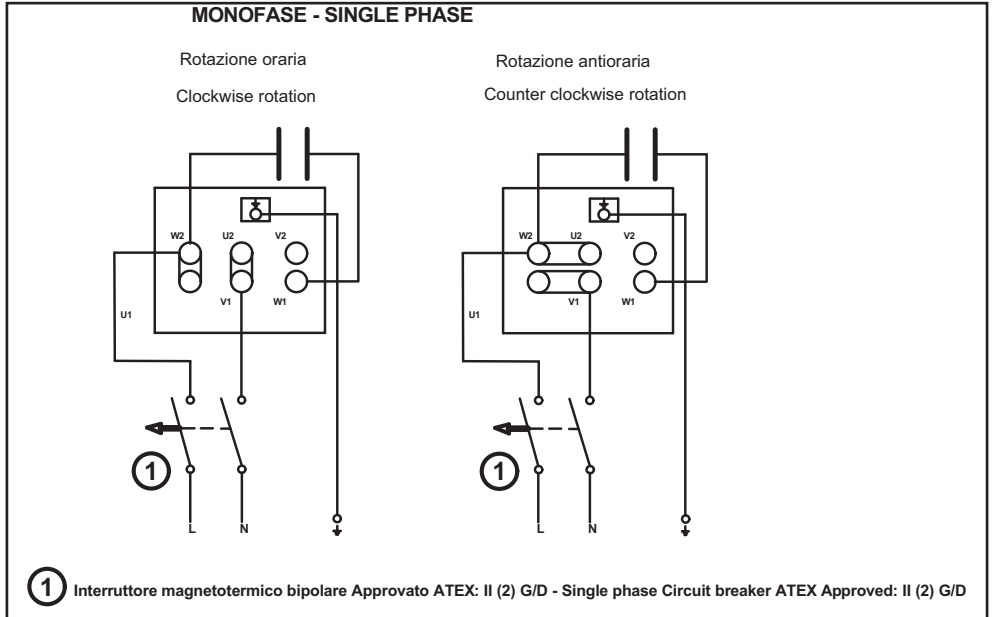 MONOFASE - SINGLE PHASE
Rotazione oraria
Clockwise rotation
Rotazione antioraria
Counter clockwise rotation
W2 U2 V2
U1 V1 W1
1
L N
W2 U2 V2
U1 V1 W1
1
L N
1 Interruttore magnetotermico bipolare Approvato ATEX: II (2) G/D - Single phase Circuit breaker ATEX Approved: II (2) G/D